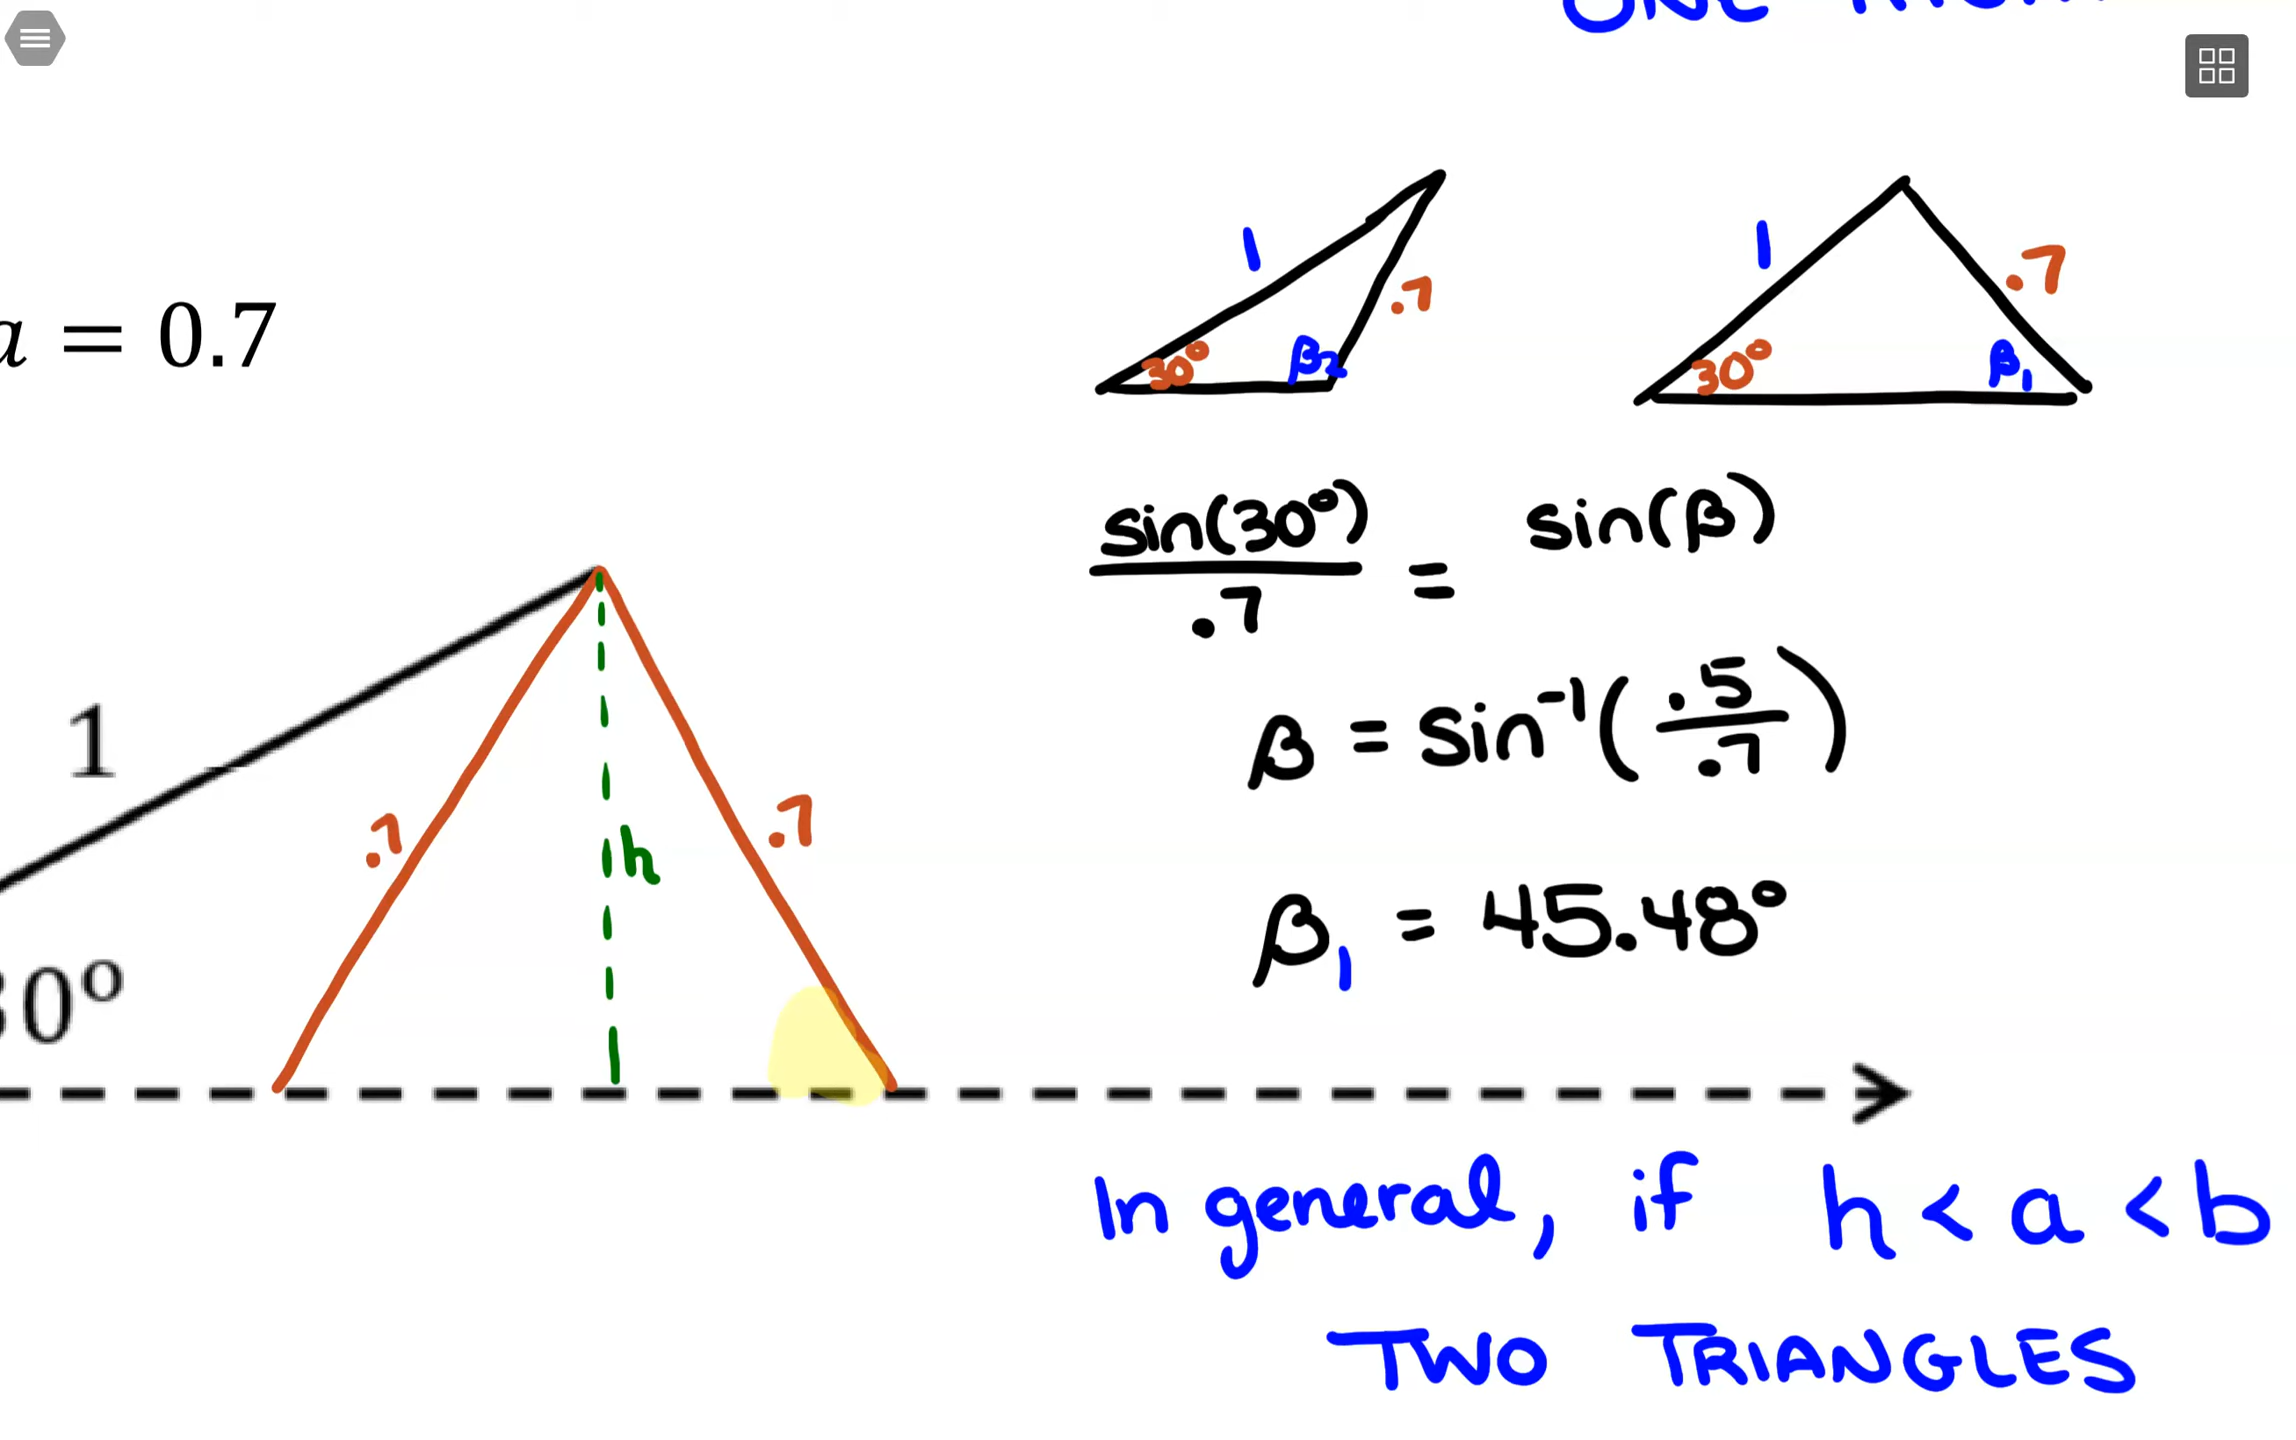 ONE
a = 0.7
1 .7
1 .7
30° β₂
30° β₁
sin(30°)/.7 = sin(β)
β = sin⁻¹(.5/.7)
1
.7 h .7
β₁ = 45.48°
30°
In general, if h < a < b
TWO TRIANGLES